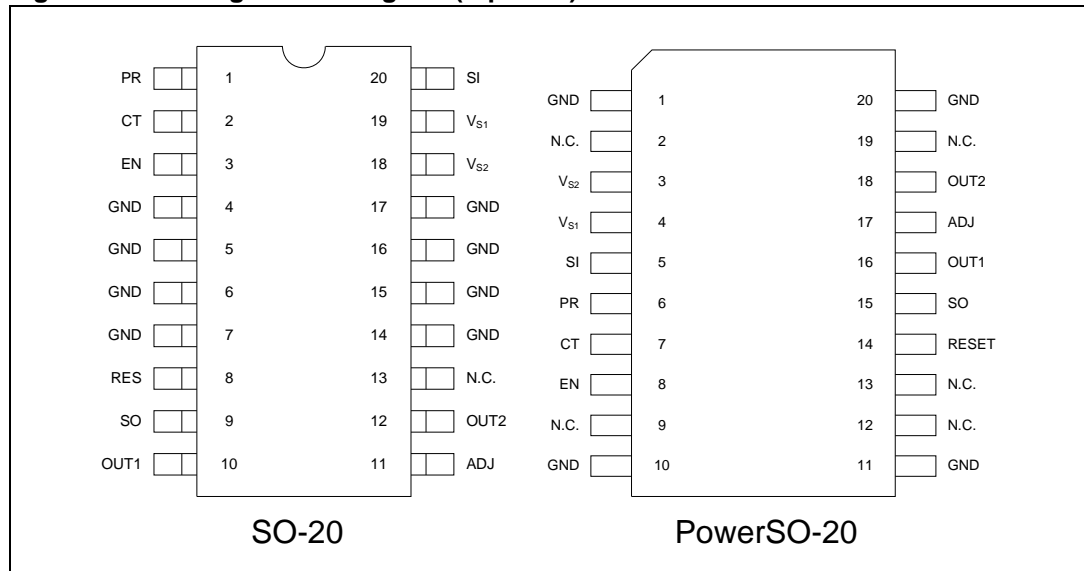 PR 1 20 SI
CT 2 19 VS1
EN 3 18 VS2
GND 4 17 GND
GND 5 16 GND
GND 6 15 GND
GND 7 14 GND
RES 8 13 N.C.
SO 9 12 OUT2
OUT1 10 11 ADJ
SO-20
GND 1 20 GND
N.C. 2 19 N.C.
VS2 3 18 OUT2
VS1 4 17 ADJ
SI 5 16 OUT1
PR 6 15 SO
CT 7 14 RESET
EN 8 13 N.C.
N.C. 9 12 N.C.
GND 10 11 GND
PowerSO-20